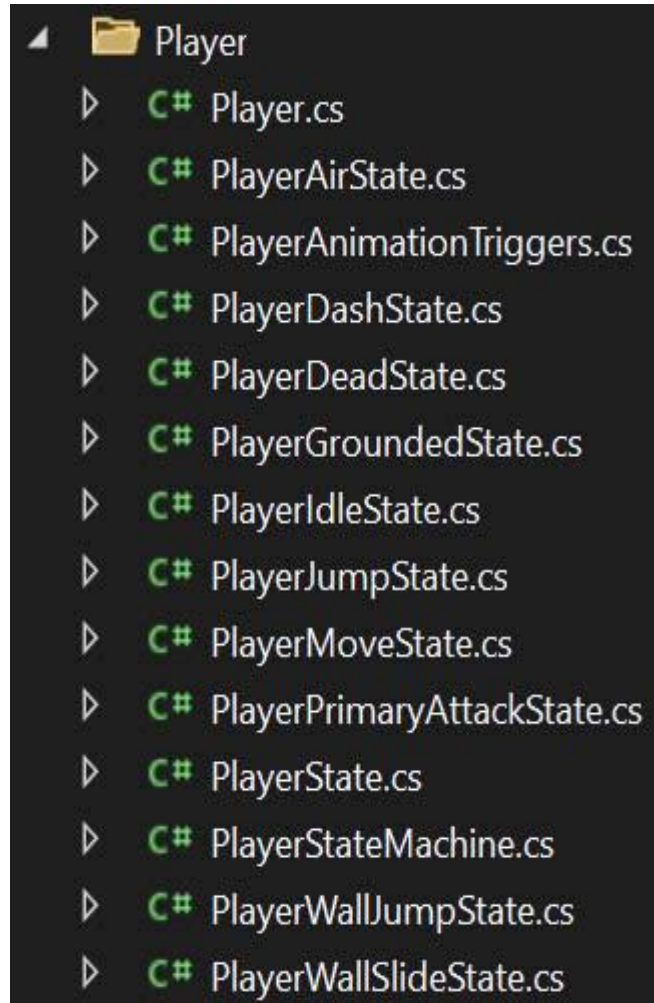 Player
C# Player.cs
C# PlayerAirState.cs
C# PlayerAnimationTriggers.cs
C# PlayerDashState.cs
C# PlayerDeadState.cs
C# PlayerGroundedState.cs
C# PlayerIdleState.cs
C# PlayerJumpState.cs
C# PlayerMoveState.cs
C# PlayerPrimaryAttackState.cs
C# PlayerState.cs
C# PlayerStateMachine.cs
C# PlayerWallJumpState.cs
C# PlayerWallSlideState.cs